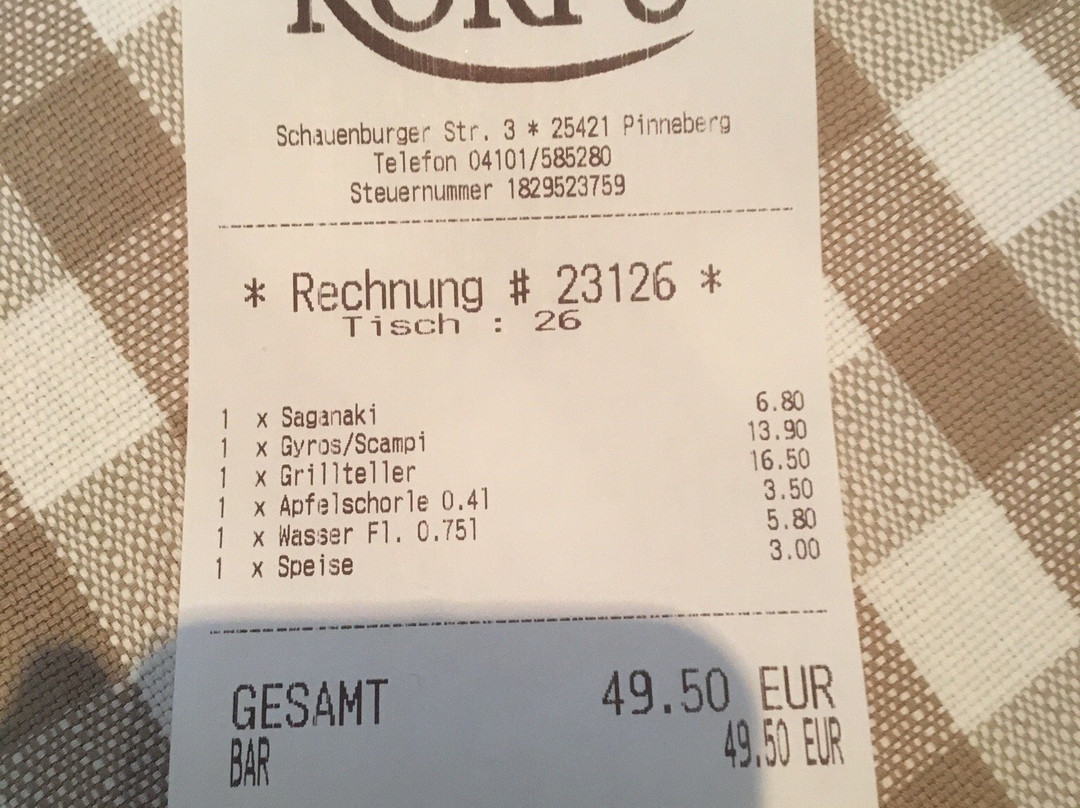 KORFU
Schauenburger Str. 3 * 25421 Pinneberg
Telefon 04101/585280
Steuernummer 1829523759
* Rechnung # 23126 *
Tisch : 26
1 x Saganaki 6.80
1 x Gyros/Scampi 13.90
1 x Grillteller 16.50
1 x Apfelschorle 0.4l 3.50
1 x Wasser Fl. 0.75l 5.80
1 x Speise 3.00
GESAMT 49.50 EUR
BAR 49.50 EUR